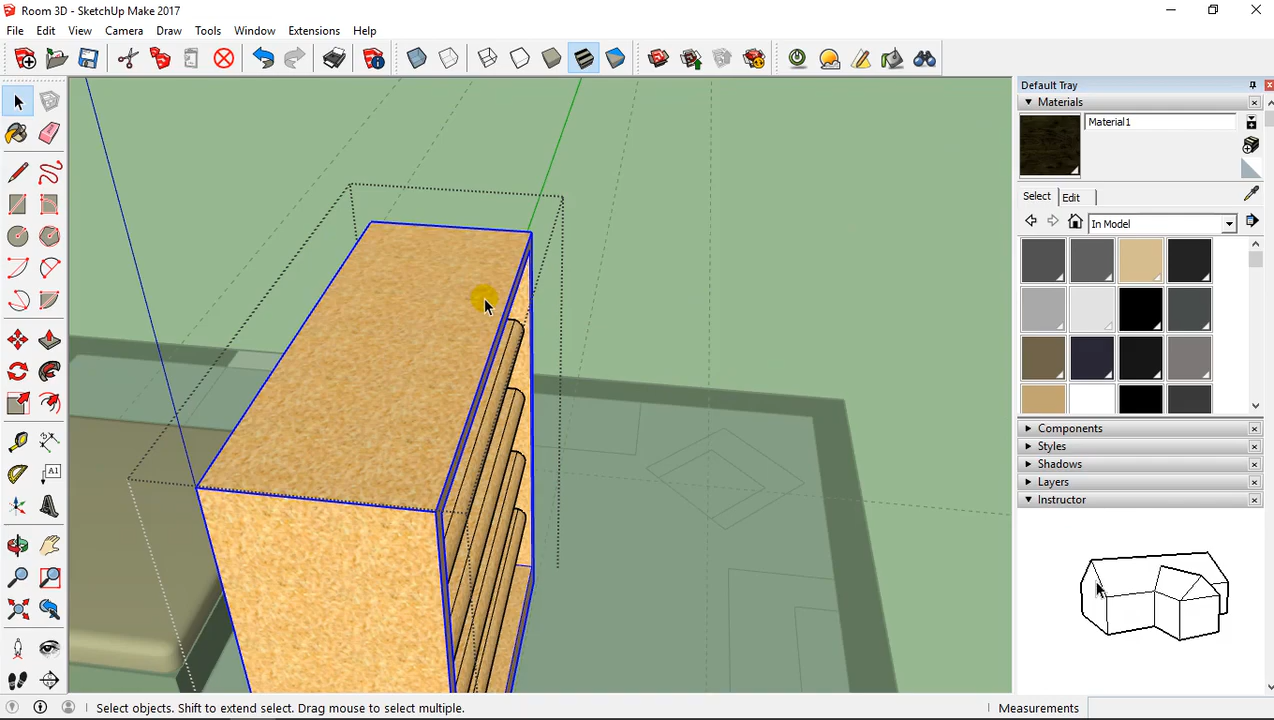 Room 3D - SketchUp Make 2017
File Edit View Camera Draw Tools Window Extensions Help
Default Tray
Materials
Material1
Select Edit
In Model
Components
Styles
Shadows
Layers
Instructor
A1
Select objects. Shift to extend select. Drag mouse to select multiple.
Measurements